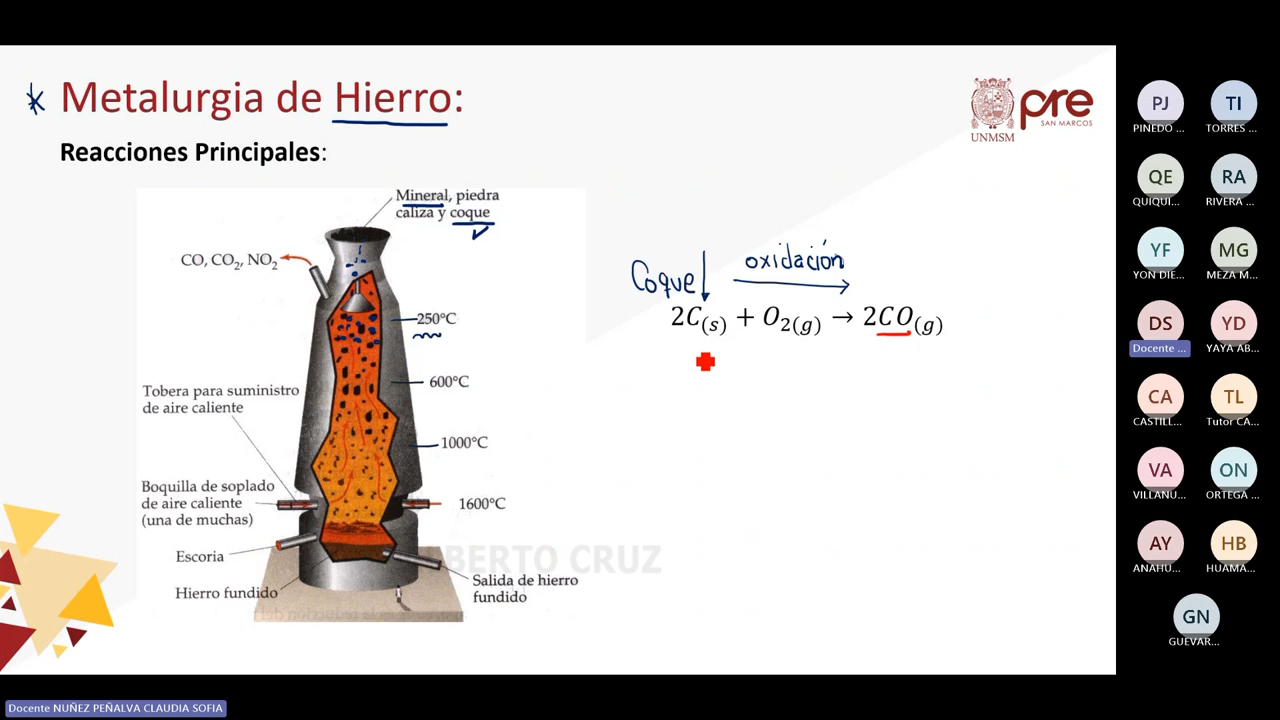 Metalurgia de Hierro:
Reacciones Principales:
UNMSM
pre
SAN MARCOS
Mineral, piedra
caliza y coque
CO, CO₂, NO₂
250°C
600°C
1000°C
1600°C
Tobera para suministro
de aire caliente
Boquilla de soplado
de aire caliente
(una de muchas)
Escoria
Hierro fundido
Salida de hierro
fundido
BERTO CRUZ
Coque
oxidación
2C(s) + O₂(g) → 2CO(g)
PJ
PINEDO ...
TI
TORRES ...
QE
QUIQUI...
RA
RIVERA ...
YF
YON DIE...
MG
MEZA M...
DS
Docente ...
YD
YAYA AB...
CA
CASTILL...
TL
Tutor CA...
VA
VILLANU...
ON
ORTEGA ...
AY
ANAHU...
HB
HUAMA...
GN
GUEVAR...
Docente NUÑEZ PEÑALVA CLAUDIA SOFIA